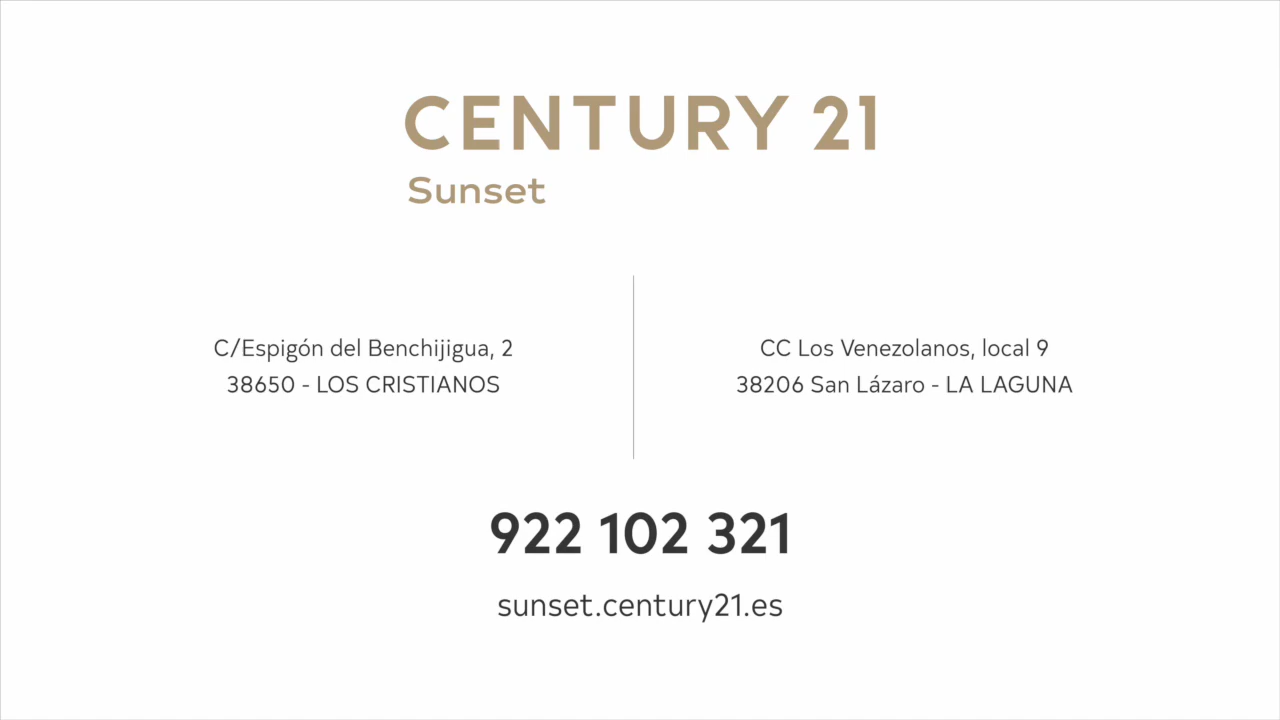 CENTURY 21
Sunset
C/Espigón del Benchijigua, 2
38650 - LOS CRISTIANOS
CC Los Venezolanos, local 9
38206 San Lázaro - LA LAGUNA
922 102 321
sunset.century21.es